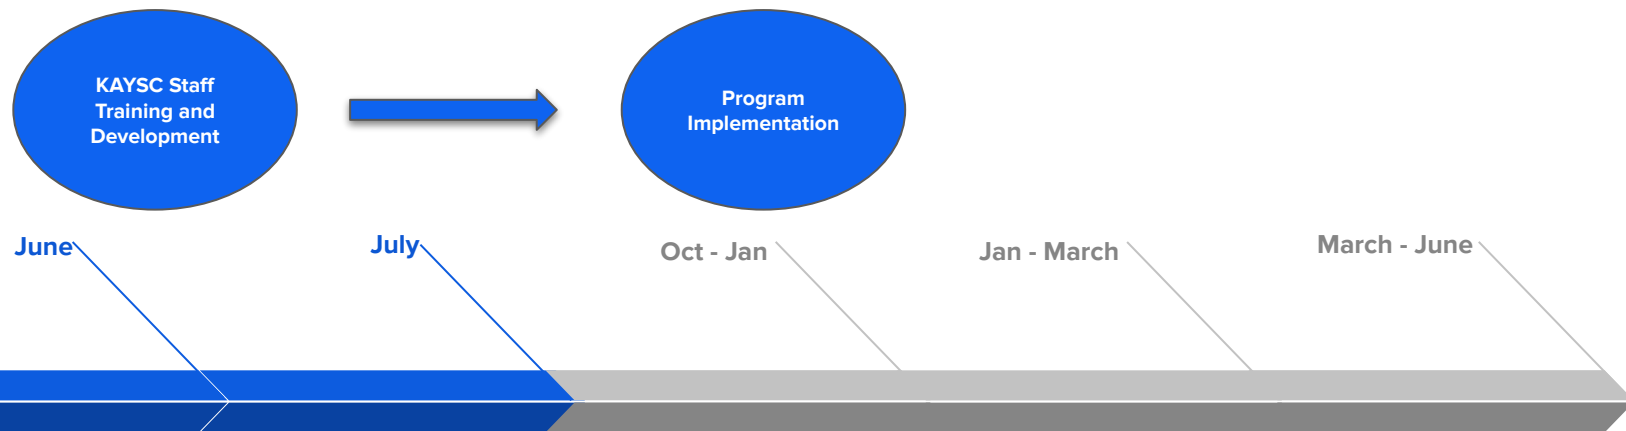 KAYSC Staff
Training and
Development
Program
Implementation
June
July
Oct - Jan
Jan - March
March - June